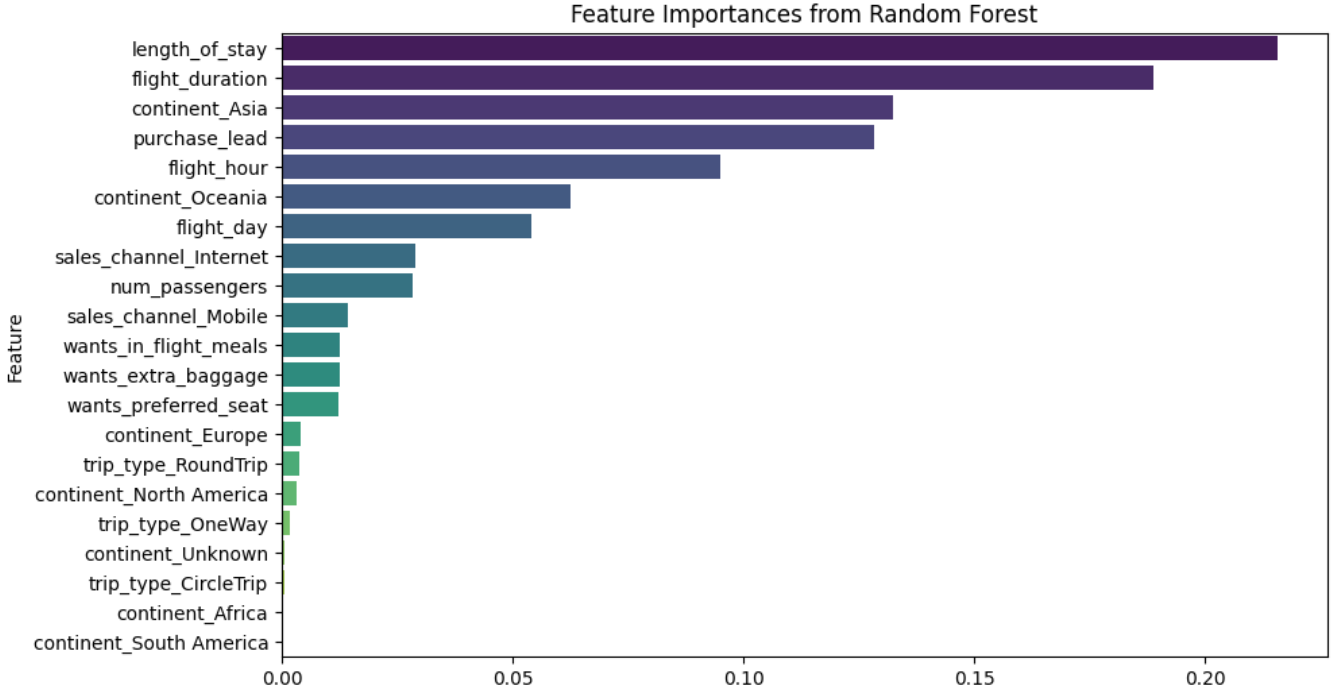 Feature Importances from Random Forest
length_of_stay
flight_duration
continent_Asia
purchase_lead
flight_hour
continent_Oceania
flight_day
sales_channel_Internet
num_passengers
sales_channel_Mobile
wants_in_flight_meals
wants_extra_baggage
wants_preferred_seat
continent_Europe
trip_type_RoundTrip
continent_North America
trip_type_OneWay
continent_Unknown
trip_type_CircleTrip
continent_Africa
continent_South America
Feature
0.00 0.05 0.10 0.15 0.20